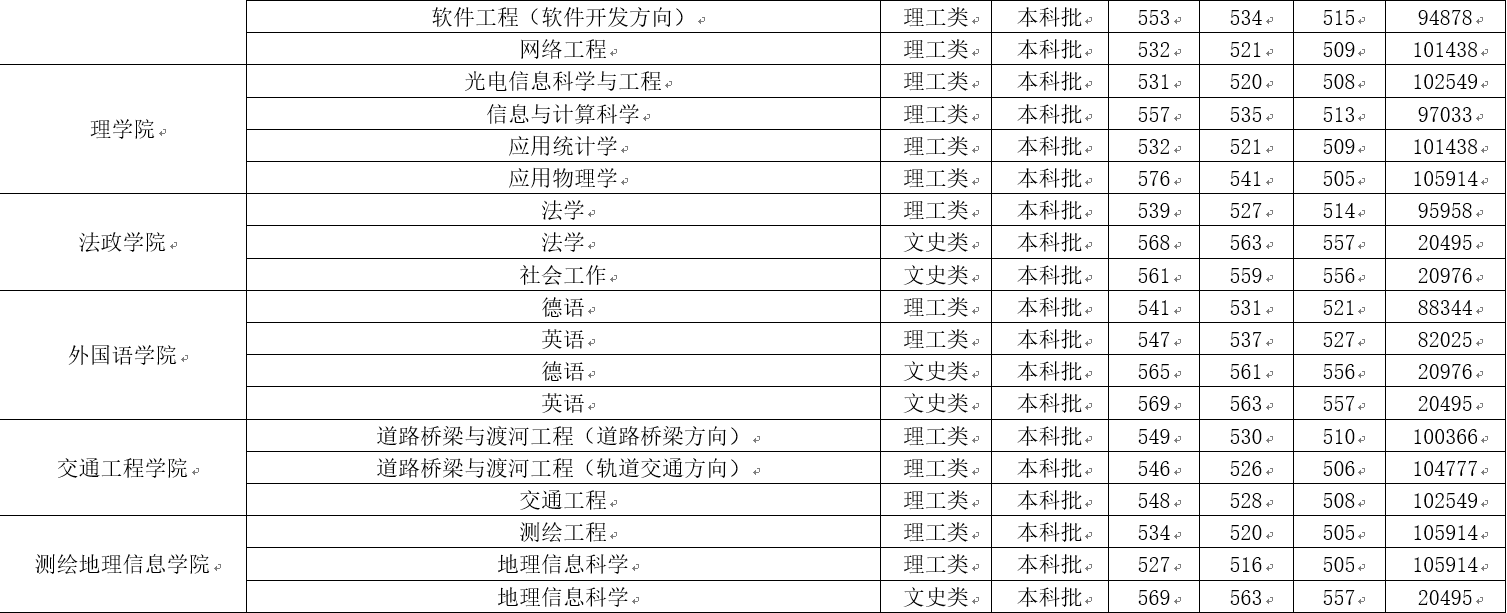 软件工程（软件开发方向） 理工类 本科批 553 534 515 94878
网络工程 理工类 本科批 532 521 509 101438
理学院 光电信息科学与工程 理工类 本科批 531 520 508 102549
信息与计算科学 理工类 本科批 557 535 513 97033
应用统计学 理工类 本科批 532 521 509 101438
应用物理学 理工类 本科批 576 541 505 105914
法政学院 法学 理工类 本科批 539 527 514 95958
法学 文史类 本科批 568 563 557 20495
社会工作 文史类 本科批 561 559 556 20976
外国语学院 德语 理工类 本科批 541 531 521 88344
英语 理工类 本科批 547 537 527 82025
德语 文史类 本科批 565 561 556 20976
英语 文史类 本科批 569 563 557 20495
交通工程学院 道路桥梁与渡河工程（道路桥梁方向） 理工类 本科批 549 530 510 100366
道路桥梁与渡河工程（轨道交通方向） 理工类 本科批 546 526 506 104777
交通工程 理工类 本科批 548 528 508 102549
测绘地理信息学院 测绘工程 理工类 本科批 534 520 505 105914
地理信息科学 理工类 本科批 527 516 505 105914
地理信息科学 文史类 本科批 569 563 557 20495